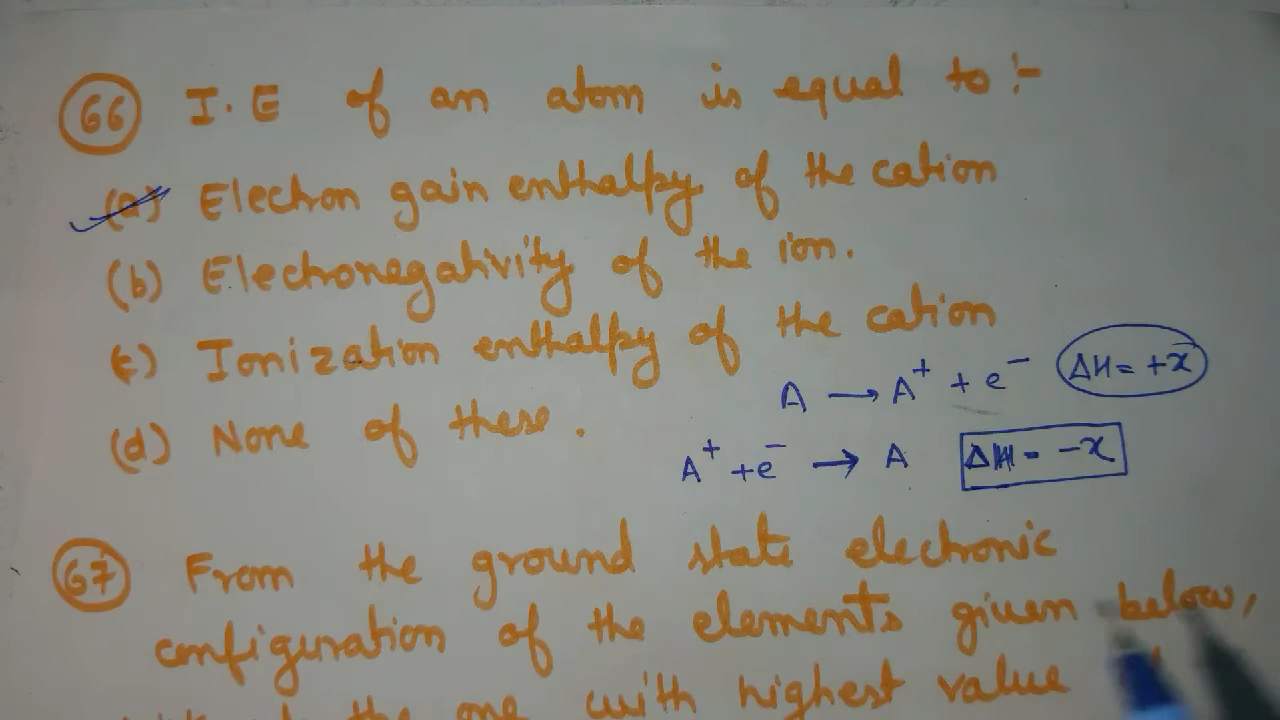 66 I.E of an atom is equal to :-
(a) Electron gain enthalpy of the cation
(b) Electronegativity of the ion.
(c) Ionization enthalpy of the cation
A → A⁺ + e⁻ ΔH = +x
(d) None of these.
A⁺ + e⁻ → A ΔH = -x
67 From the ground state electronic
configuration of the elements given below,
the one with highest value